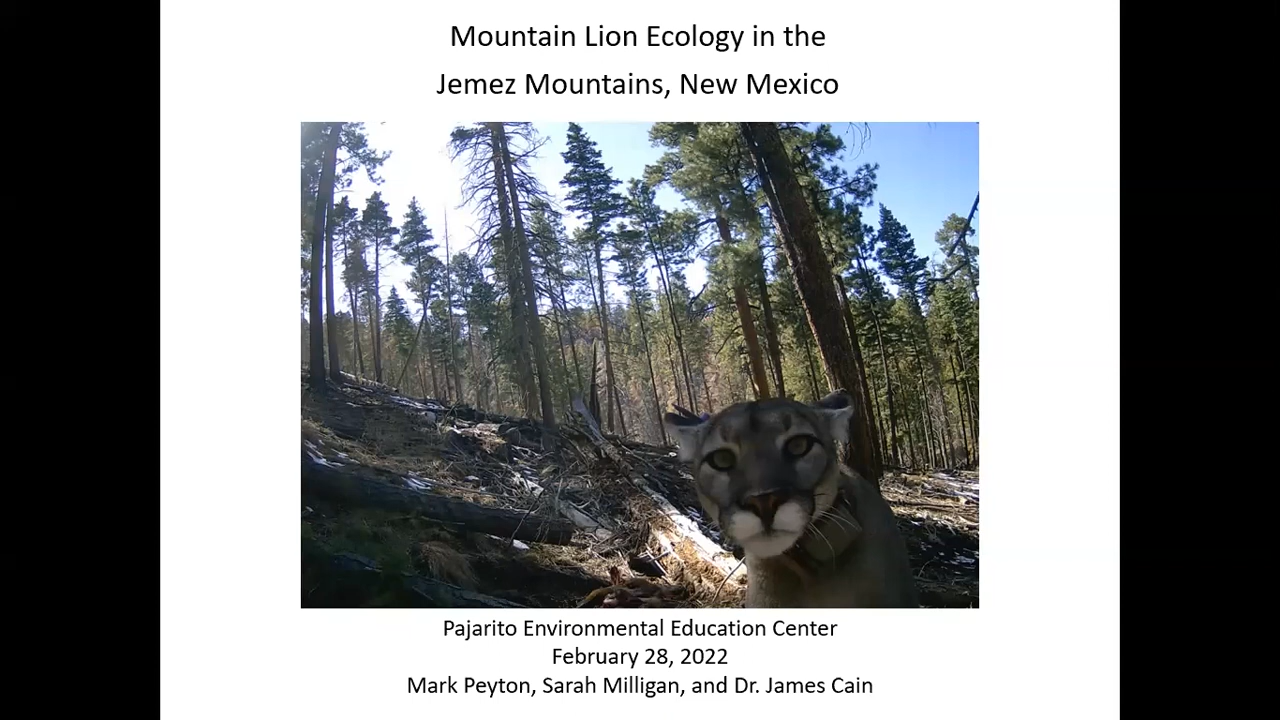 Mountain Lion Ecology in the
Jemez Mountains, New Mexico
Pajarito Environmental Education Center
February 28, 2022
Mark Peyton, Sarah Milligan, and Dr. James Cain